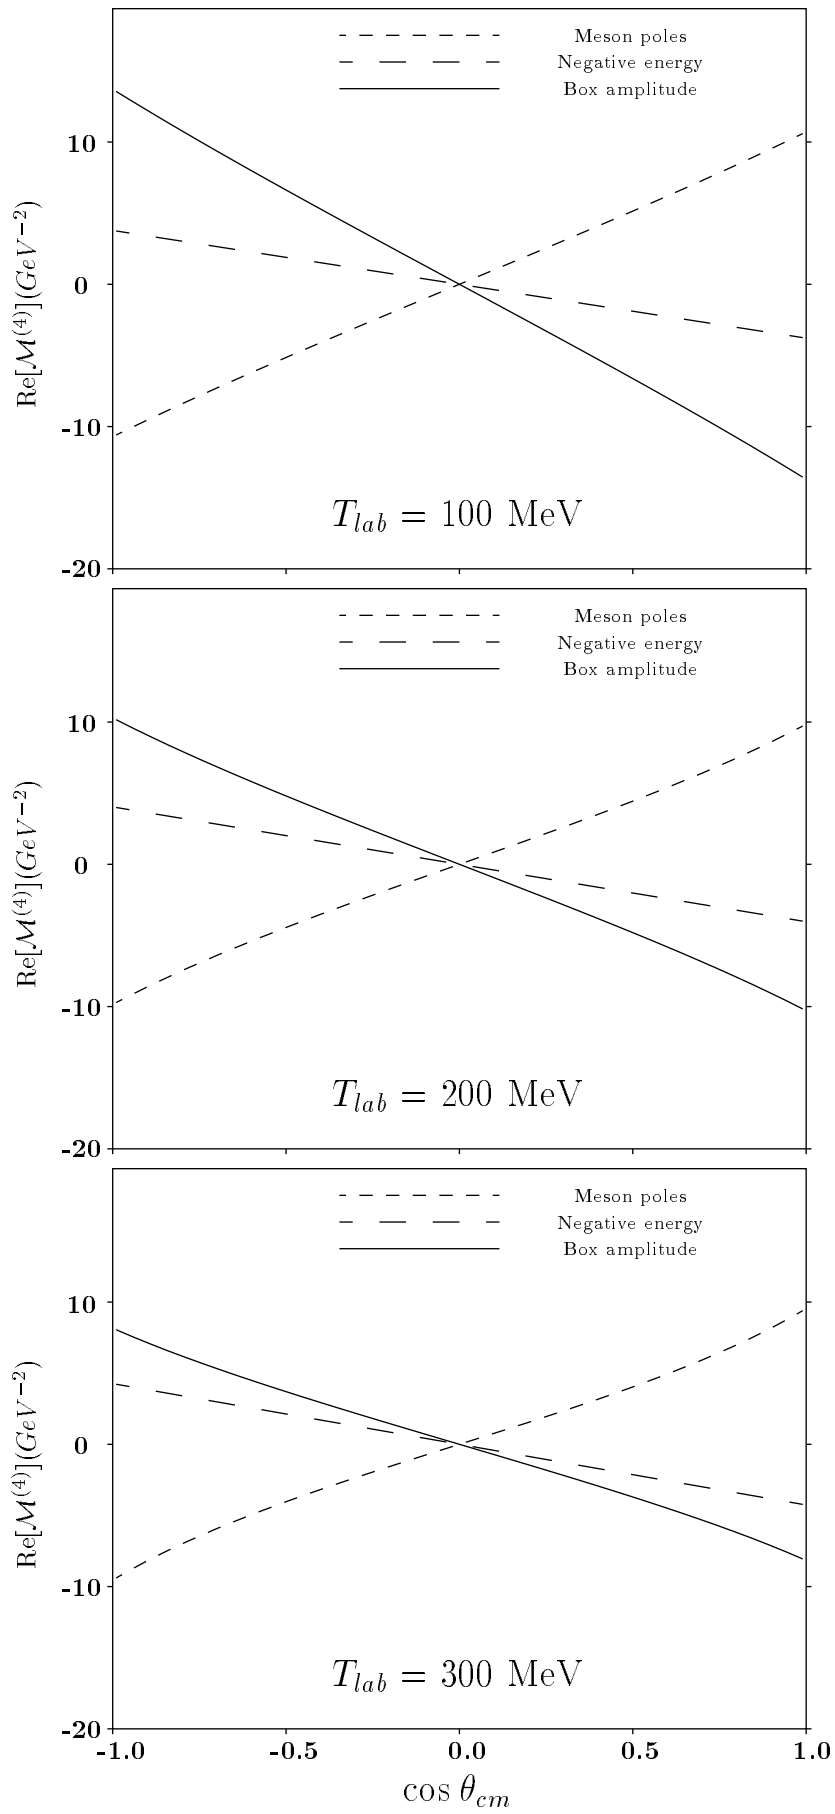 Meson poles
Negative energy
Box amplitude
10
0
-10
-20
Re[ℳ⁽⁴⁾](GeV⁻²)
T_lab = 100 MeV
Meson poles
Negative energy
Box amplitude
10
0
-10
-20
Re[ℳ⁽⁴⁾](GeV⁻²)
T_lab = 200 MeV
Meson poles
Negative energy
Box amplitude
10
0
-10
-20
Re[ℳ⁽⁴⁾](GeV⁻²)
T_lab = 300 MeV
-1.0 -0.5 0.0 0.5 1.0
cos θ_cm